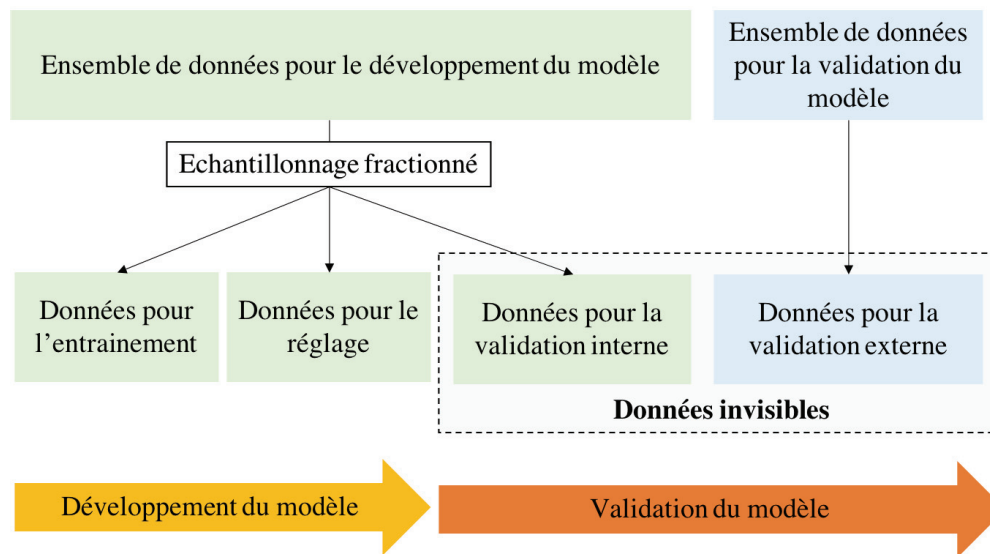 Ensemble de données pour le développement du modèle
Ensemble de données
pour la validation du
modèle
Echantillonnage fractionné
Données pour
l’entrainement
Données pour le
réglage
Données pour la
validation interne
Données pour la
validation externe
Données invisibles
Développement du modèle
Validation du modèle